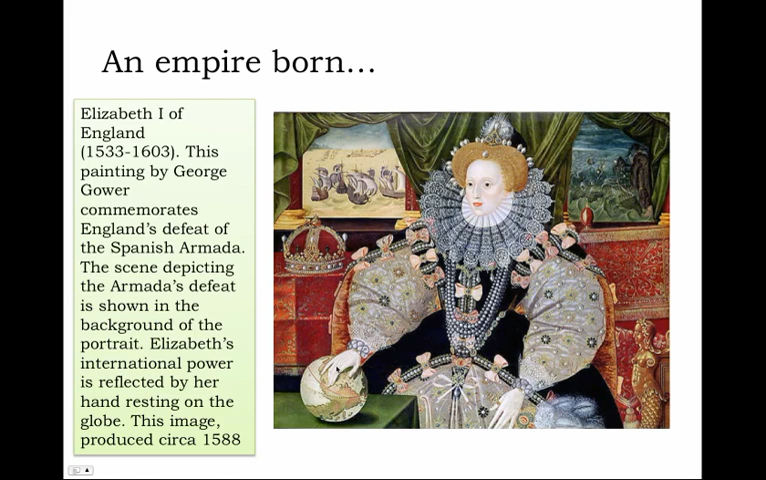 An empire born…
Elizabeth I of
England
(1533-1603). This
painting by George
Gower
commemorates
England’s defeat of
the Spanish Armada.
The scene depicting
the Armada’s defeat
is shown in the
background of the
portrait. Elizabeth’s
international power
is reflected by her
hand resting on the
globe. This image,
produced circa 1588